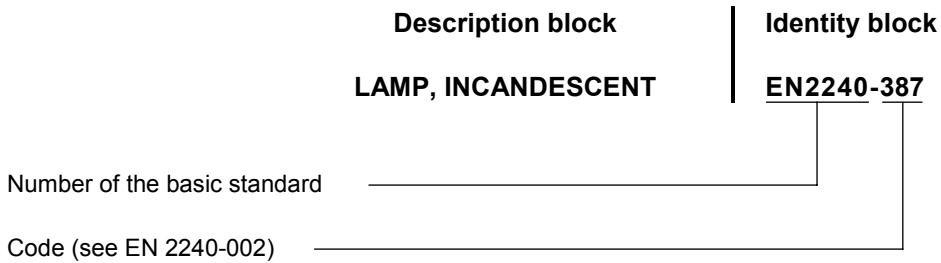 Description block Identity block
LAMP, INCANDESCENT EN2240-387
Number of the basic standard
Code (see EN 2240-002)